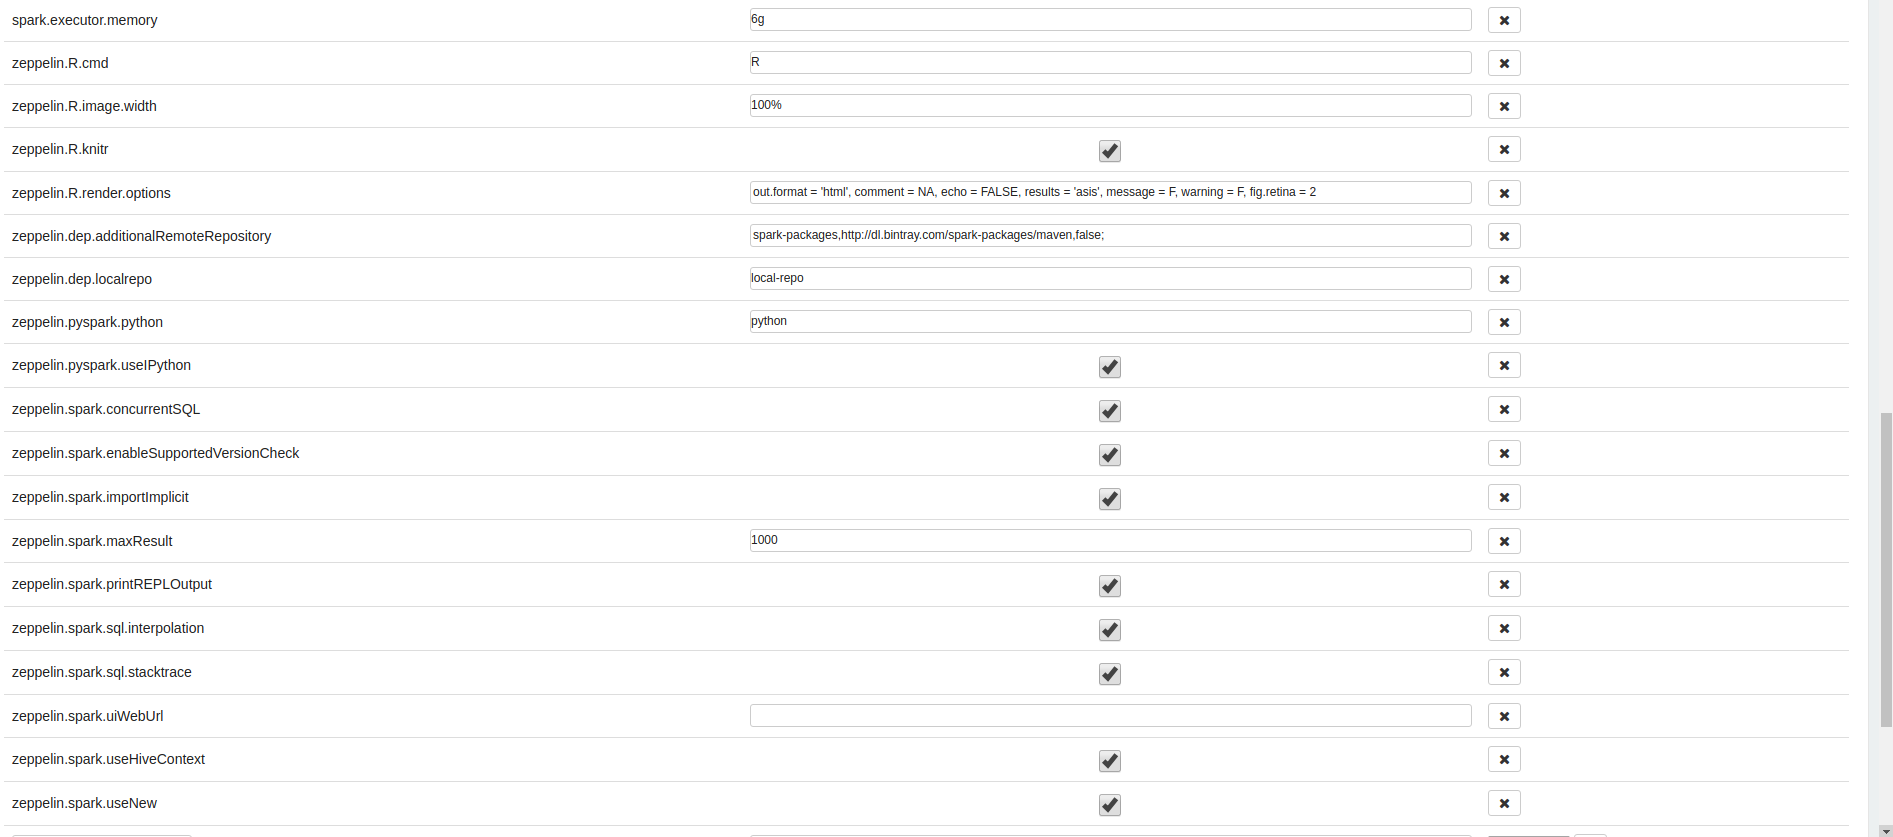 spark.executor.memory 6g
zeppelin.R.cmd R
zeppelin.R.image.width 100%
zeppelin.R.knitr
zeppelin.R.render.options out.format = 'html', comment = NA, echo = FALSE, results = 'asis', message = F, warning = F, fig.retina = 2
zeppelin.dep.additionalRemoteRepository spark-packages,http://dl.bintray.com/spark-packages/maven,false;
zeppelin.dep.localrepo local-repo
zeppelin.pyspark.python python
zeppelin.pyspark.useIPython
zeppelin.spark.concurrentSQL
zeppelin.spark.enableSupportedVersionCheck
zeppelin.spark.importImplicit
zeppelin.spark.maxResult 1000
zeppelin.spark.printREPLOutput
zeppelin.spark.sql.interpolation
zeppelin.spark.sql.stacktrace
zeppelin.spark.uiWebUrl
zeppelin.spark.useHiveContext
zeppelin.spark.useNew